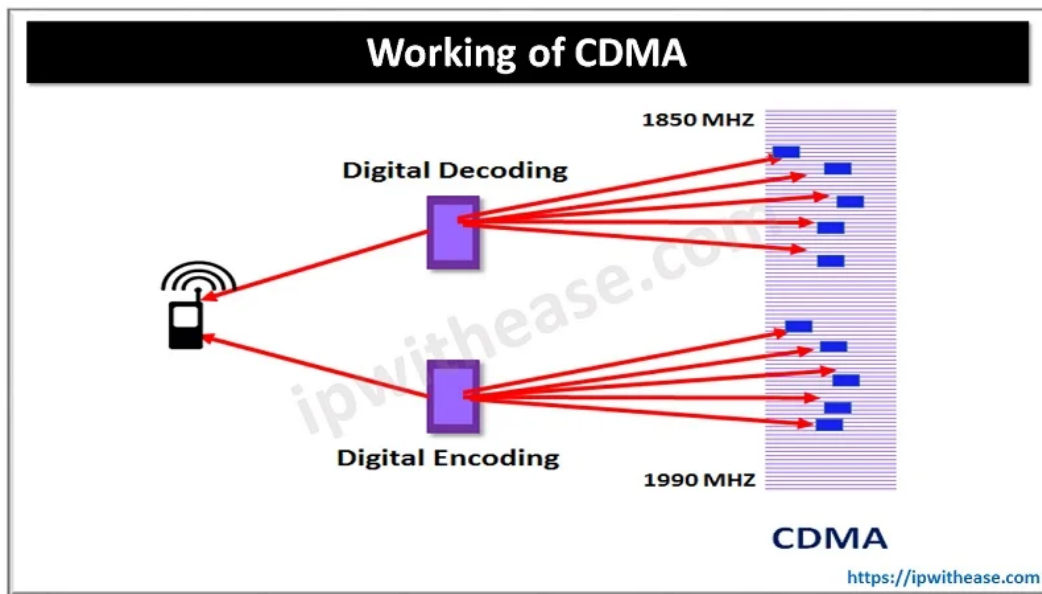 Working of CDMA
1850 MHZ
Digital Decoding
ipwithease.com
Digital Encoding
1990 MHZ
CDMA
https://ipwithease.com